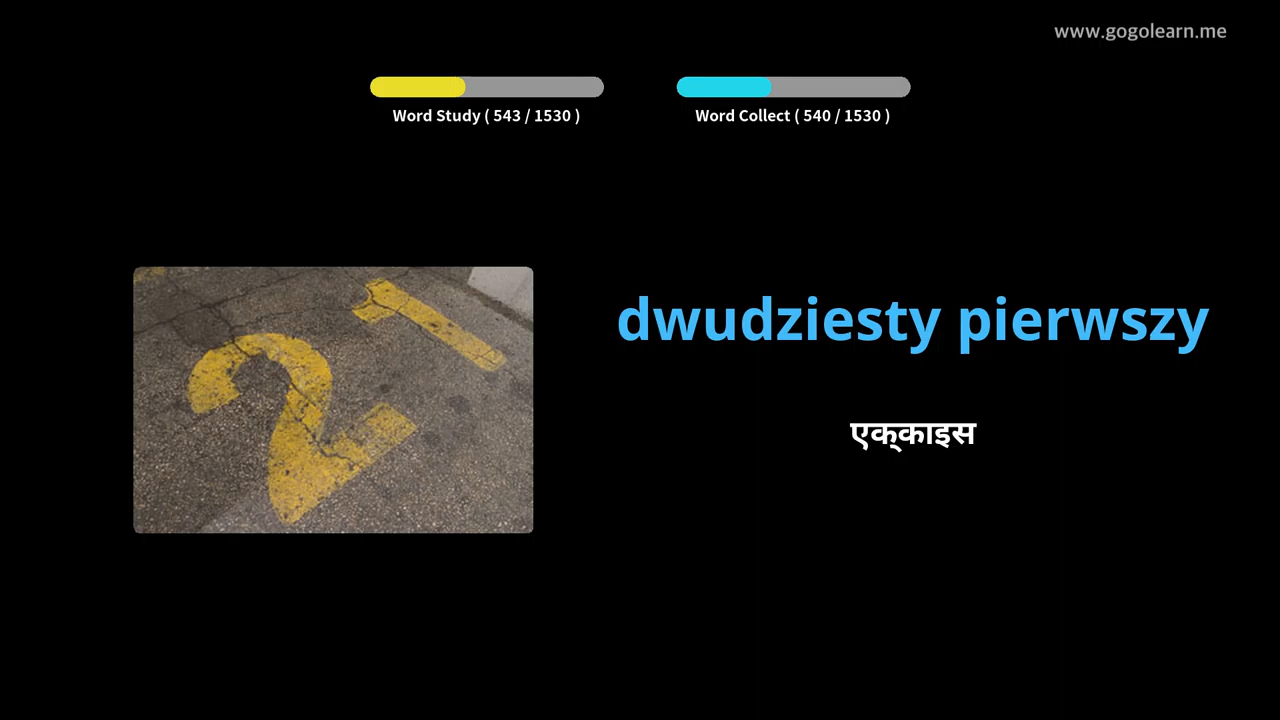 www.gogolearn.me
Word Study ( 543 / 1530 )
Word Collect ( 540 / 1530 )
21
dwudziesty pierwszy
एक्काइस